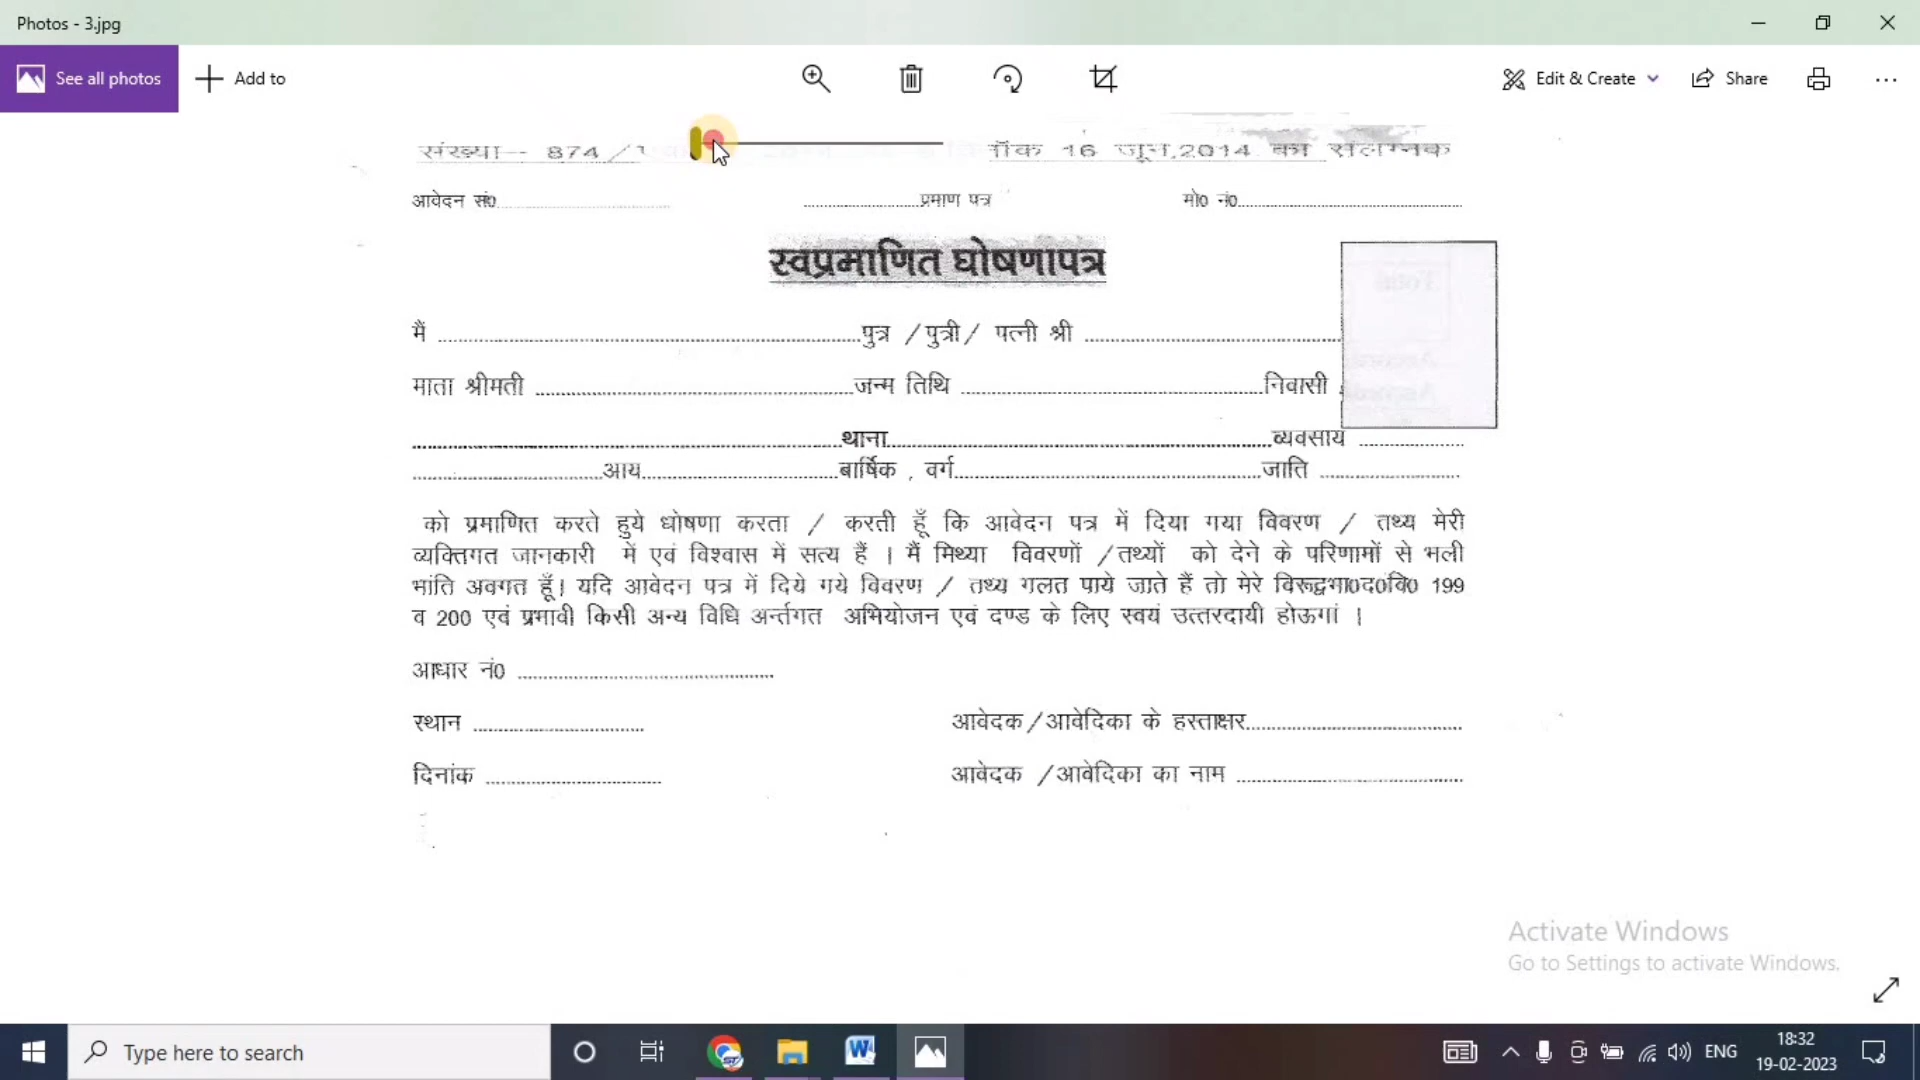 Photos - 3.jpg
See all photos
Add to
Edit & Create
Share
संख्या- 874 /
16 जून,2014 का संलग्नक
आवेदन सं0.......... ..........प्रमाण पत्र मो0 नं0..........
स्वप्रमाणित घोषणापत्र
मैं ..........पुत्र / पुत्री / पत्नी श्री ..........
माता श्रीमती ..........जन्म तिथि ..........निवासी
..........थाना..........व्यवसाय ..........
..........आय..........बार्षिक , वर्ग..........जाति ..........
को प्रमाणित करते हुये धोषणा करता / करती हूँ कि आवेदन पत्र में दिया गया विवरण / तथ्य मेरी
व्यक्तिगत जानकारी में एवं विश्वास में सत्य हैं । मैं मिथ्या विवरणों / तथ्यों को देने के परिणामों से भली
भांति अवगत हूँ। यदि आवेदन पत्र में दिये गये विवरण / तथ्य गलत पाये जाते हैं तो मेरे विरूद्वभा0द0वि0 199
व 200 एवं प्रभावी किसी अन्य विधि अर्न्तगत अभियोजन एवं दण्ड के लिए स्वयं उत्तरदायी होऊगां ।
आधार नं0 ..........
स्थान .......... आवेदक / आवेदिका के हस्ताक्षर..........
दिनांक .......... आवेदक / आवेदिका का नाम ..........
Activate Windows
Go to Settings to activate Windows.
Type here to search
ENG
18:32
19-02-2023